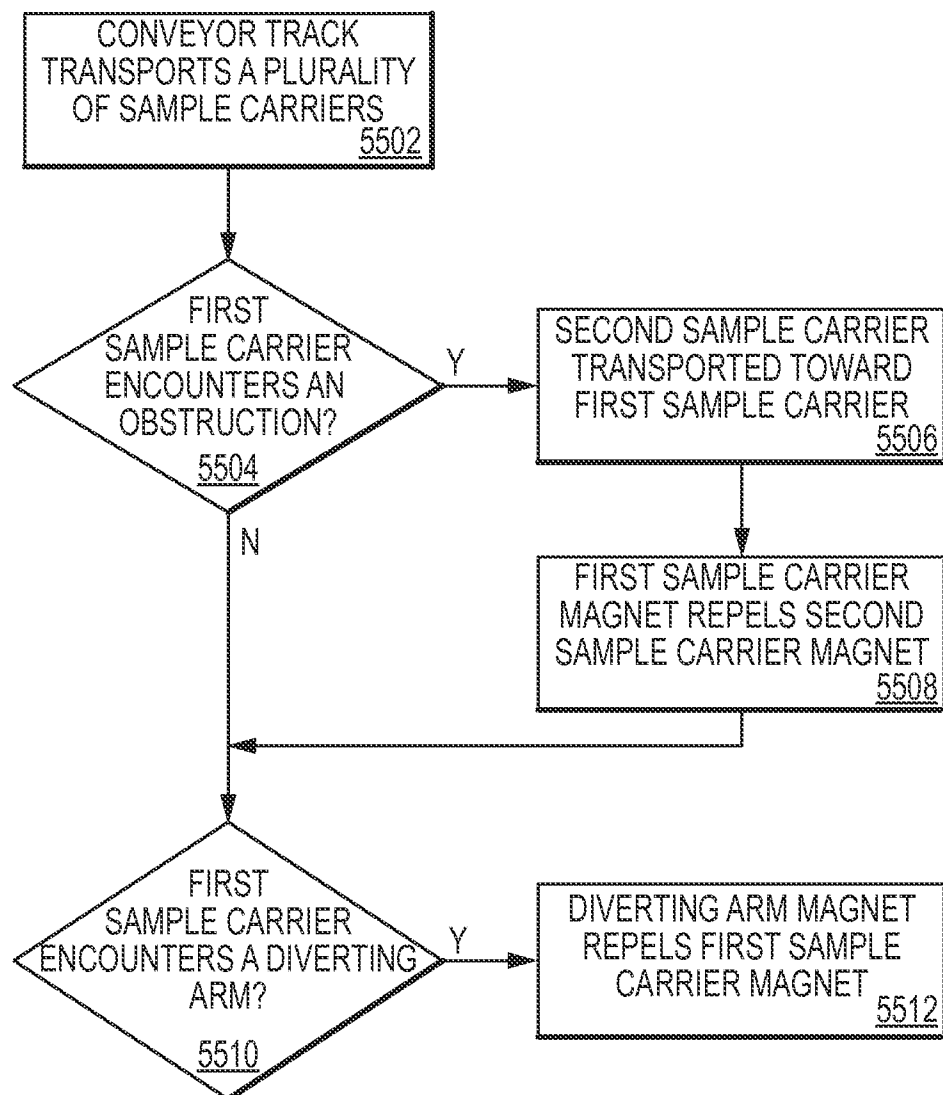 CONVEYOR TRACK
TRANSPORTS A PLURALITY
OF SAMPLE CARRIERS
5502
FIRST
SAMPLE CARRIER
ENCOUNTERS AN
OBSTRUCTION?
5504
Y
N
SECOND SAMPLE CARRIER
TRANSPORTED TOWARD
FIRST SAMPLE CARRIER
5506
FIRST SAMPLE CARRIER
MAGNET REPELS SECOND
SAMPLE CARRIER MAGNET
5508
FIRST
SAMPLE CARRIER
ENCOUNTERS A DIVERTING
ARM?
5510
Y
DIVERTING ARM MAGNET
REPELS FIRST SAMPLE
CARRIER MAGNET
5512